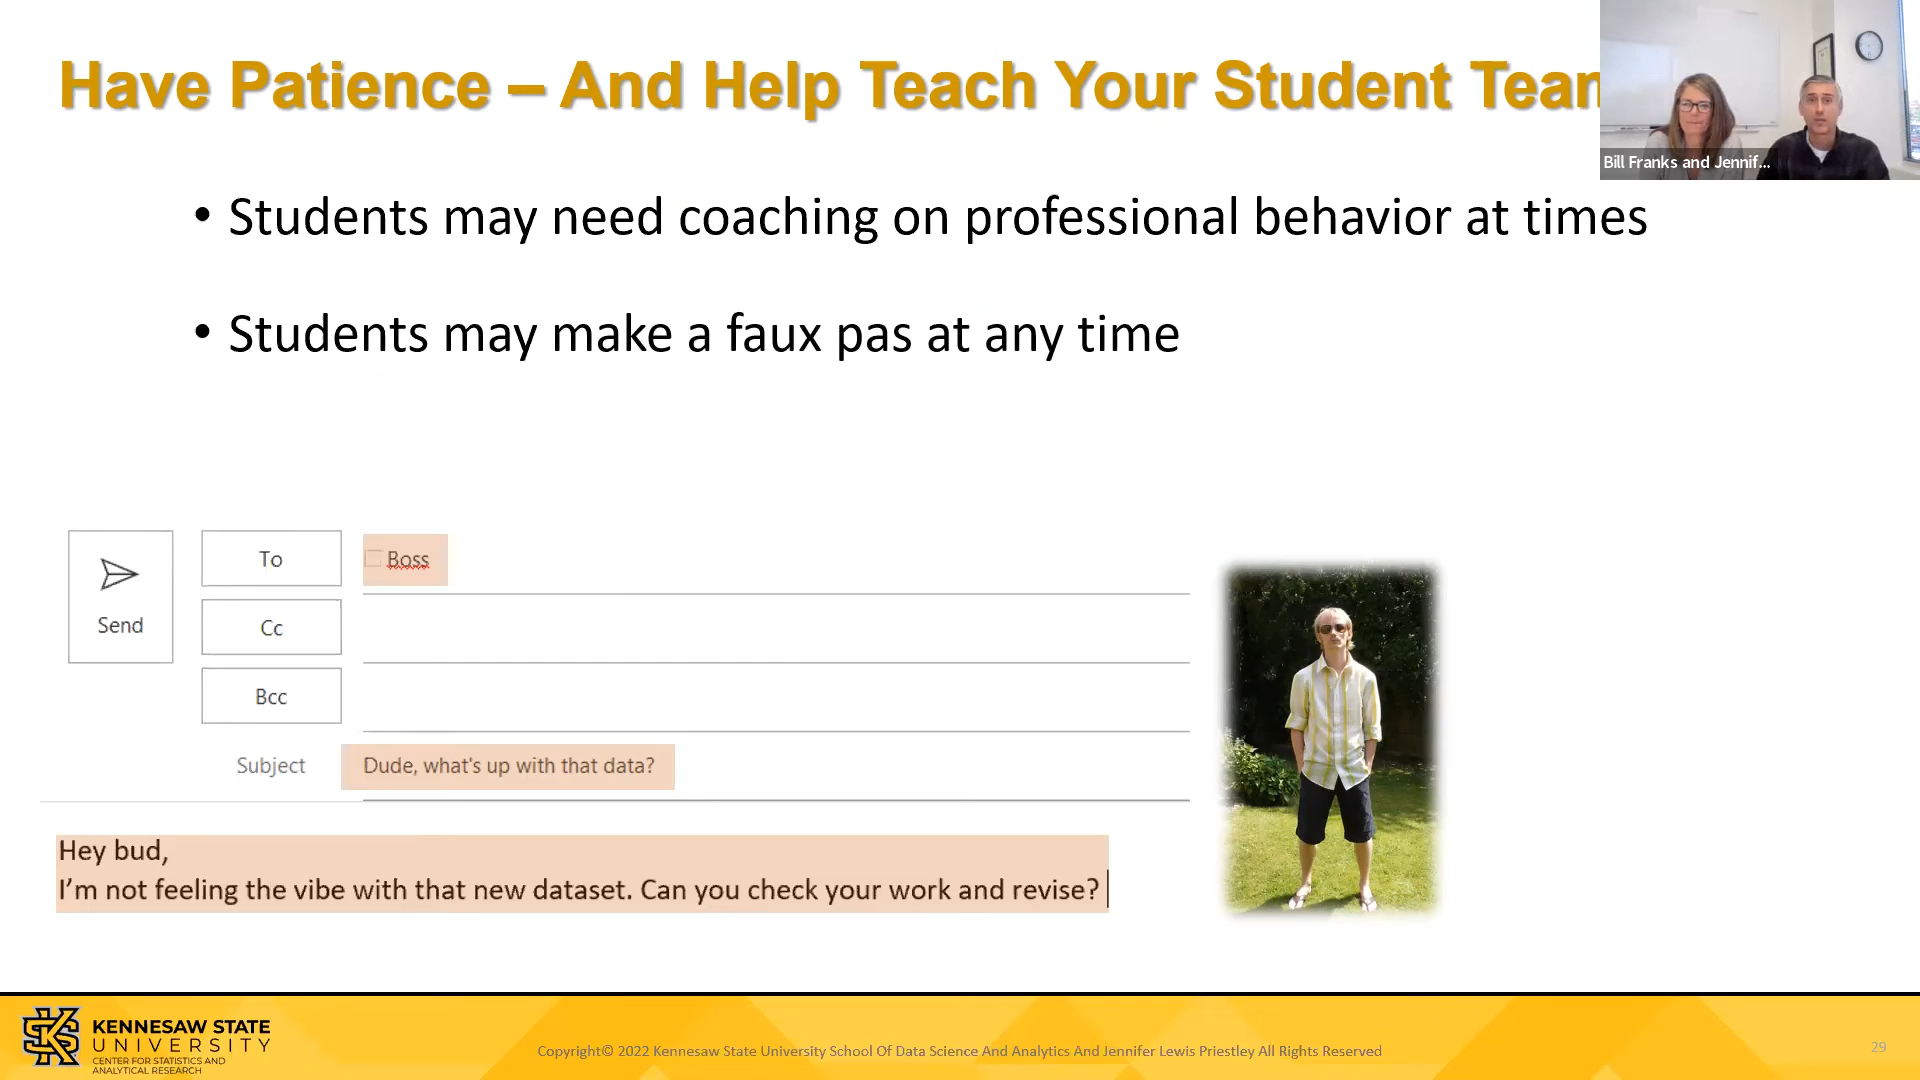 Have Patience – And Help Teach Your Student Tean
Bill Franks and Jennif...
• Students may need coaching on professional behavior at times
• Students may make a faux pas at any time
Send
To
Boss
Cc
Bcc
Subject
Dude, what's up with that data?
Hey bud,
I’m not feeling the vibe with that new dataset. Can you check your work and revise?
KENNESAW STATE
UNIVERSITY
CENTER FOR STATISTICS AND
ANALYTICAL RESEARCH
Copyright© 2022 Kennesaw State University School Of Data Science And Analytics And Jennifer Lewis Priestley All Rights Reserved
29